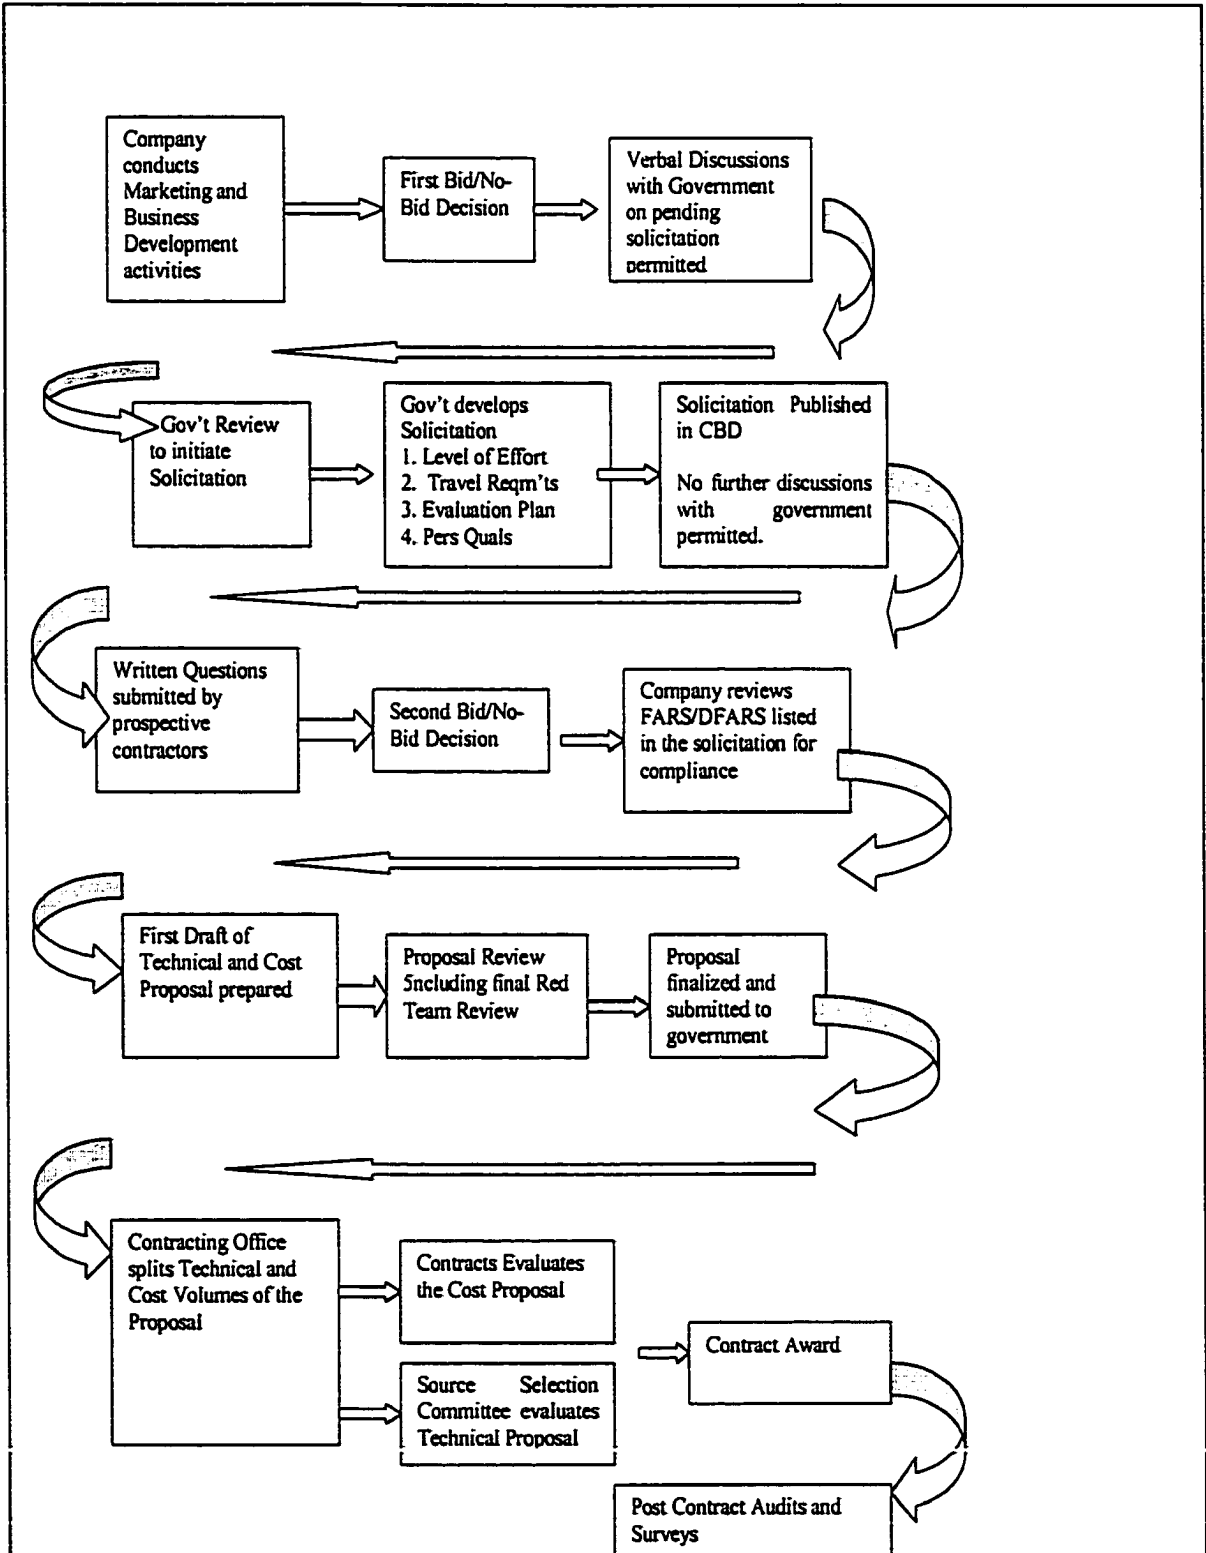 Company
conducts
Marketing and
Business
Development
activities
First Bid/No-
Bid Decision
Verbal Discussions
with Government
on pending
solicitation
permitted
Gov't Review
to initiate
Solicitation
Gov't develops
Solicitation
1. Level of Effort
2. Travel Reqm'ts
3. Evaluation Plan
4. Pers Quals
Solicitation Published
in CBD
No further discussions
with government
permitted.
Written Questions
submitted by
prospective
contractors
Second Bid/No-
Bid Decision
Company reviews
FARS/DFARS listed
in the solicitation for
compliance
First Draft of
Technical and Cost
Proposal prepared
Proposal Review
5ncluding final Red
Team Review
Proposal
finalized and
submitted to
government
Contracting Office
splits Technical and
Cost Volumes of the
Proposal
Contracts Evaluates
the Cost Proposal
Source Selection
Committee evaluates
Technical Proposal
Contract Award
Post Contract Audits and
Surveys